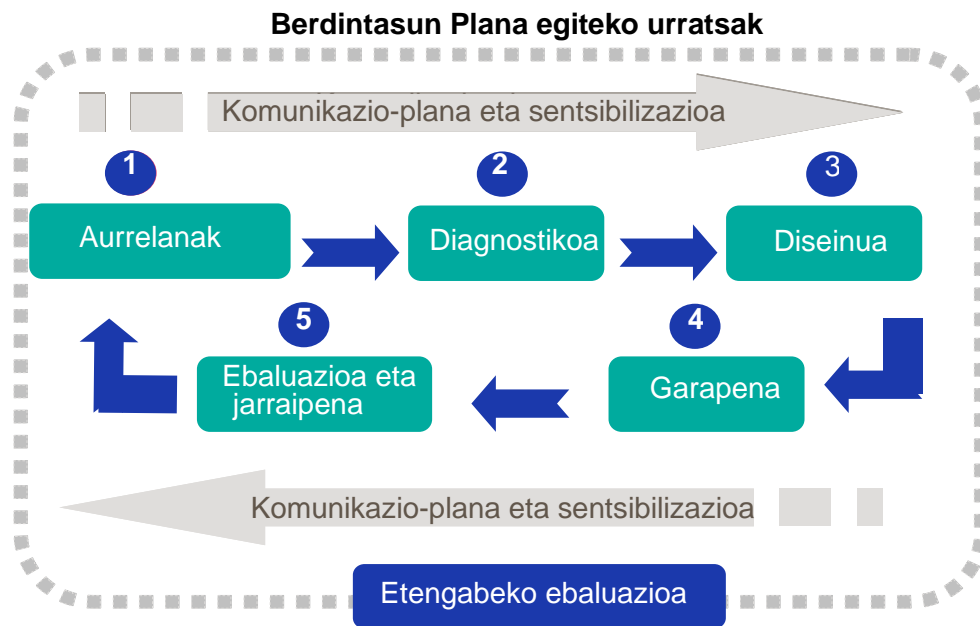 Berdintasun Plana egiteko urratsak
Komunikazio-plana eta sentsibilizazioa
1
2
3
Aurrelanak
Diagnostikoa
Diseinua
5
4
Ebaluazioa eta
jarraipena
Garapena
Komunikazio-plana eta sentsibilizazioa
Etengabeko ebaluazioa